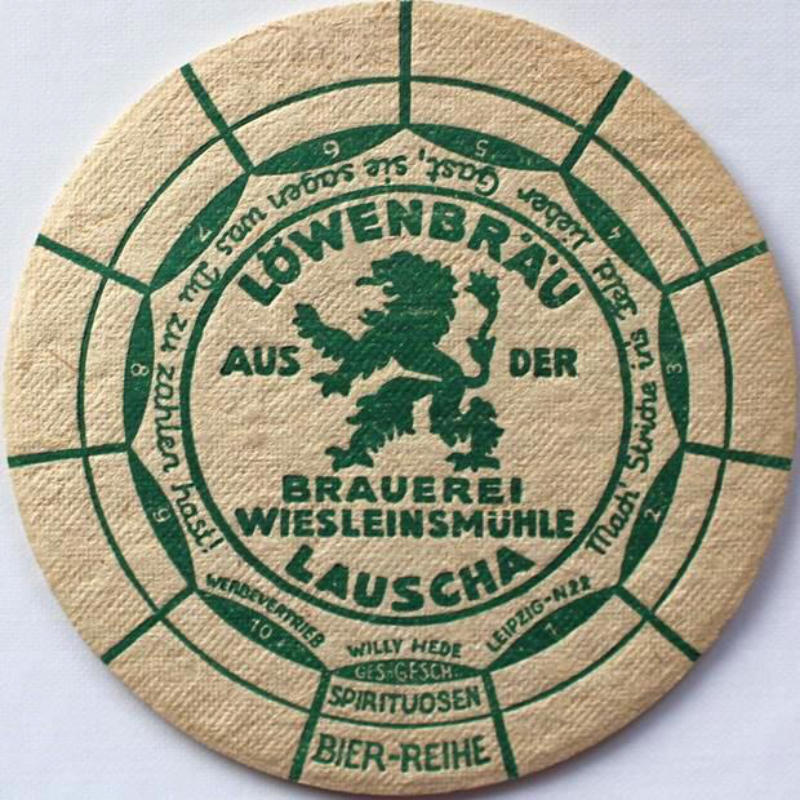 LÖWENBRÄU
AUS DER
BRAUEREI
WIESLEINSMÜHLE
LAUSCHA
Mach' Striche ins Feld lieber Gast, sie sagen was Du zu zahlen hast!
1
2
3
4
5
6
7
8
9
10
WERBEVERTRIEB WILLY HEDE LEIPZIG-N22
GES-GESCH.
SPIRITUOSEN
BIER-REIHE